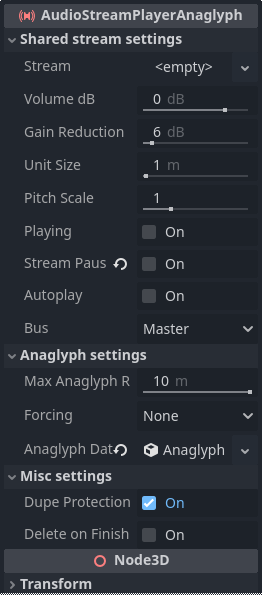 AudioStreamPlayerAnaglyph
Shared stream settings
Stream <empty>
Volume dB 0 dB
Gain Reduction 6 dB
Unit Size 1 m
Pitch Scale 1
Playing On
Stream Paus On
Autoplay On
Bus Master
Anaglyph settings
Max Anaglyph R 10 m
Forcing None
Anaglyph Dat Anaglyph
Misc settings
Dupe Protection On
Delete on Finish On
Node3D
Transform